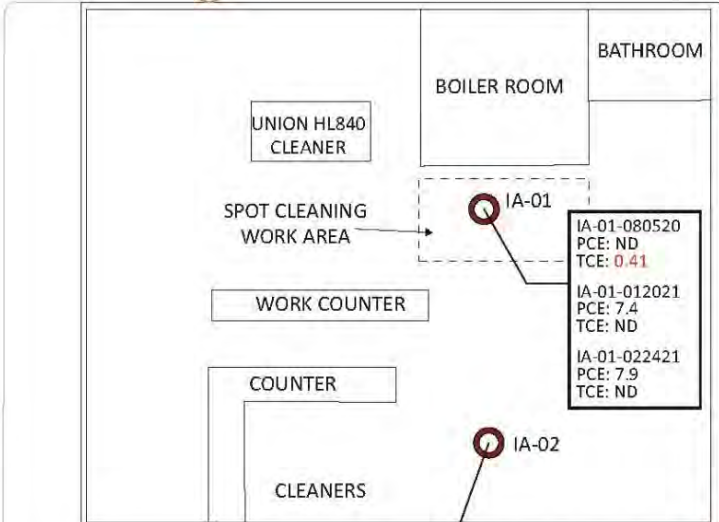 BATHROOM
BOILER ROOM
UNION HL840
CLEANER
IA-01
SPOT CLEANING
WORK AREA
IA-01-080520
PCE: ND
TCE: 0.41
IA-01-012021
PCE: 7.4
TCE: ND
IA-01-022421
PCE: 7.9
TCE: ND
WORK COUNTER
COUNTER
IA-02
CLEANERS